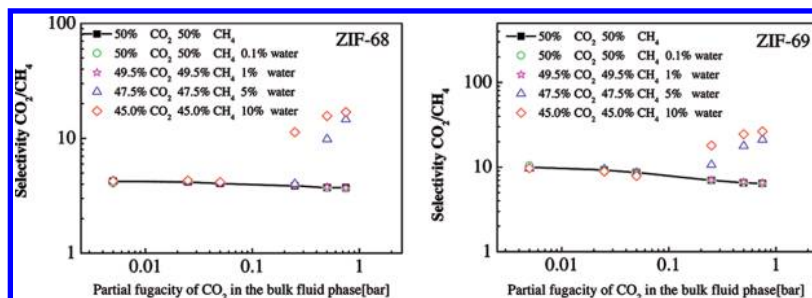 100
10
1
Selectivity CO₂/CH₄
50% CO₂ 50% CH₄
50% CO₂ 50% CH₄ 0.1% water
49.5% CO₂ 49.5% CH₄ 1% water
47.5% CO₂ 47.5% CH₄ 5% water
45.0% CO₂ 45.0% CH₄ 10% water
ZIF-68
0.01 0.1 1
Partial fugacity of CO₂ in the bulk fluid phase[bar]
100
10
1
Selectivity CO₂/CH₄
50% CO₂ 50% CH₄
50% CO₂ 50% CH₄ 0.1% water
49.5% CO₂ 49.5% CH₄ 1% water
47.5% CO₂ 47.5% CH₄ 5% water
45.0% CO₂ 45.0% CH₄ 10% water
ZIF-69
0.01 0.1 1
Partial fugacity of CO₂ in the bulk fluid phase[bar]